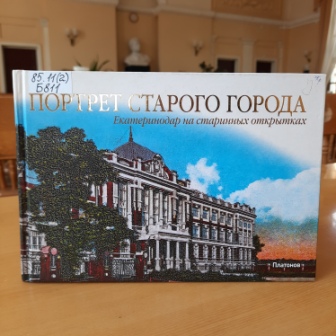 85.11(2)
Б811
ПОРТРЕТ СТАРОГО ГОРОДА
Екатеринодар на старинных открытках
Платонов